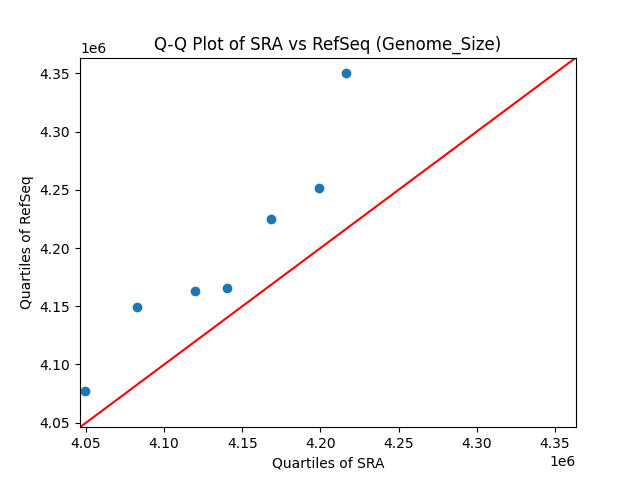 Q-Q Plot of SRA vs RefSeq (Genome_Size)
1e6
4.35
4.30
4.25
4.20
4.15
4.10
4.05
Quartiles of RefSeq
4.05 4.10 4.15 4.20 4.25 4.30 4.35
1e6
Quartiles of SRA